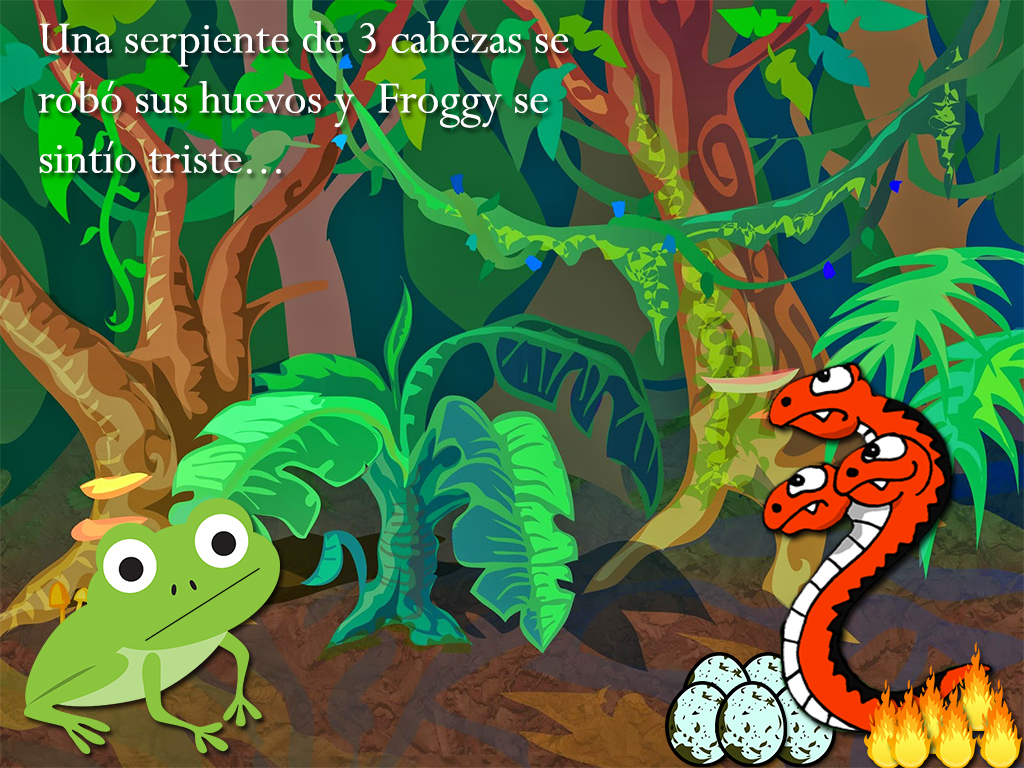 Una serpiente de 3 cabezas se
robó sus huevos y Froggy se
sintío triste...